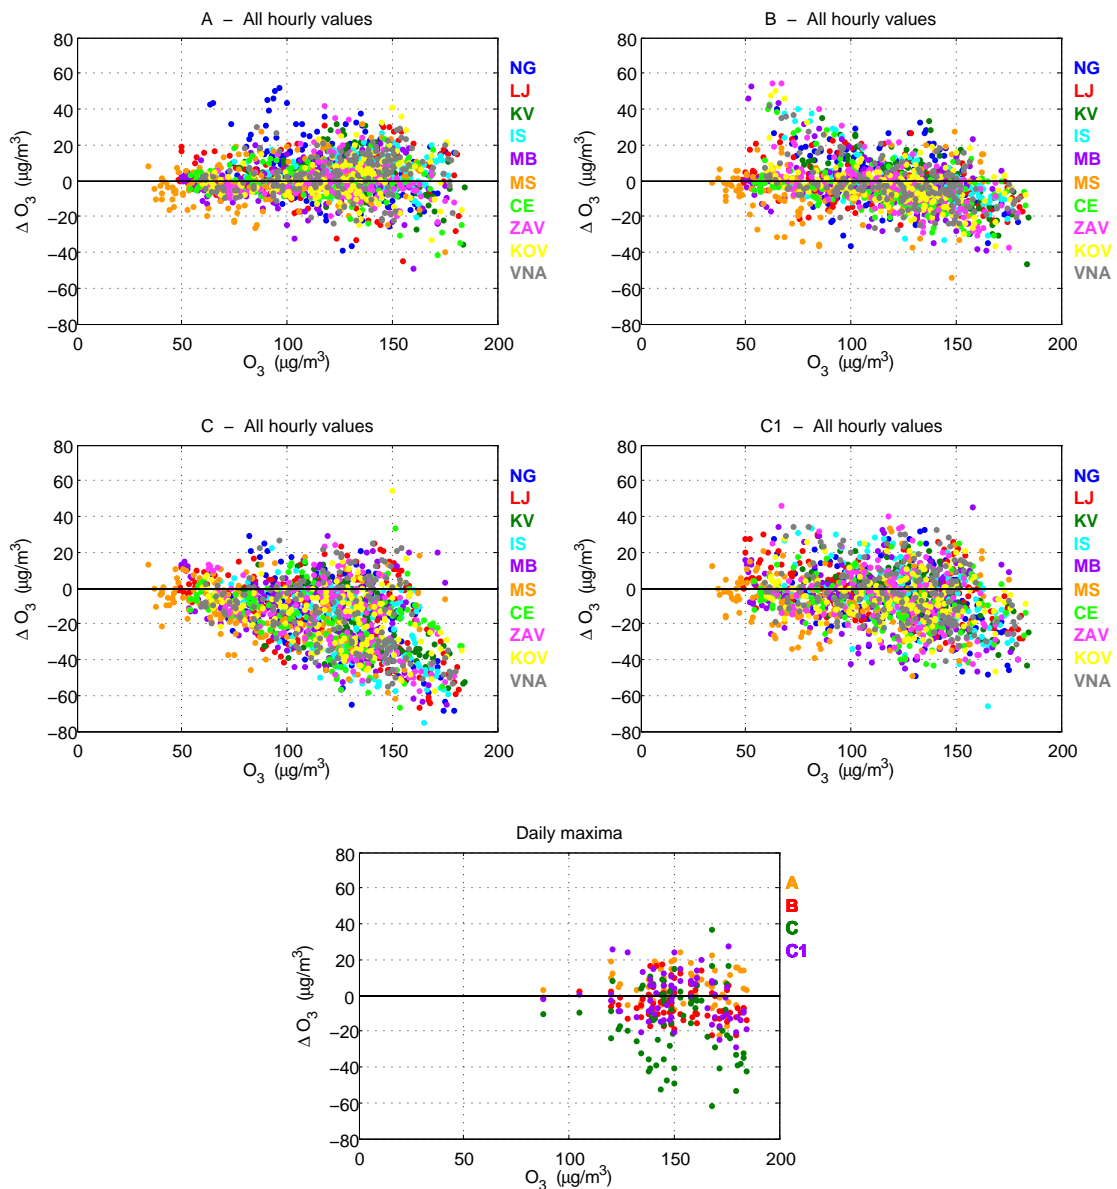 A – All hourly values
80
60
40
20
0
−20
−40
−60
−80
0
50
100
150
200
Δ O3 (μg/m3)
O3 (μg/m3)
NG
LJ
KV
IS
MB
MS
CE
ZAV
KOV
VNA
B – All hourly values
80
60
40
20
0
−20
−40
−60
−80
0
50
100
150
200
Δ O3 (μg/m3)
O3 (μg/m3)
NG
LJ
KV
IS
MB
MS
CE
ZAV
KOV
VNA
C – All hourly values
80
60
40
20
0
−20
−40
−60
−80
0
50
100
150
200
Δ O3 (μg/m3)
O3 (μg/m3)
NG
LJ
KV
IS
MB
MS
CE
ZAV
KOV
VNA
C1 – All hourly values
80
60
40
20
0
−20
−40
−60
−80
0
50
100
150
200
Δ O3 (μg/m3)
O3 (μg/m3)
NG
LJ
KV
IS
MB
MS
CE
ZAV
KOV
VNA
Daily maxima
80
60
40
20
0
−20
−40
−60
−80
0
50
100
150
200
Δ O3 (μg/m3)
O3 (μg/m3)
A
B
C
C1